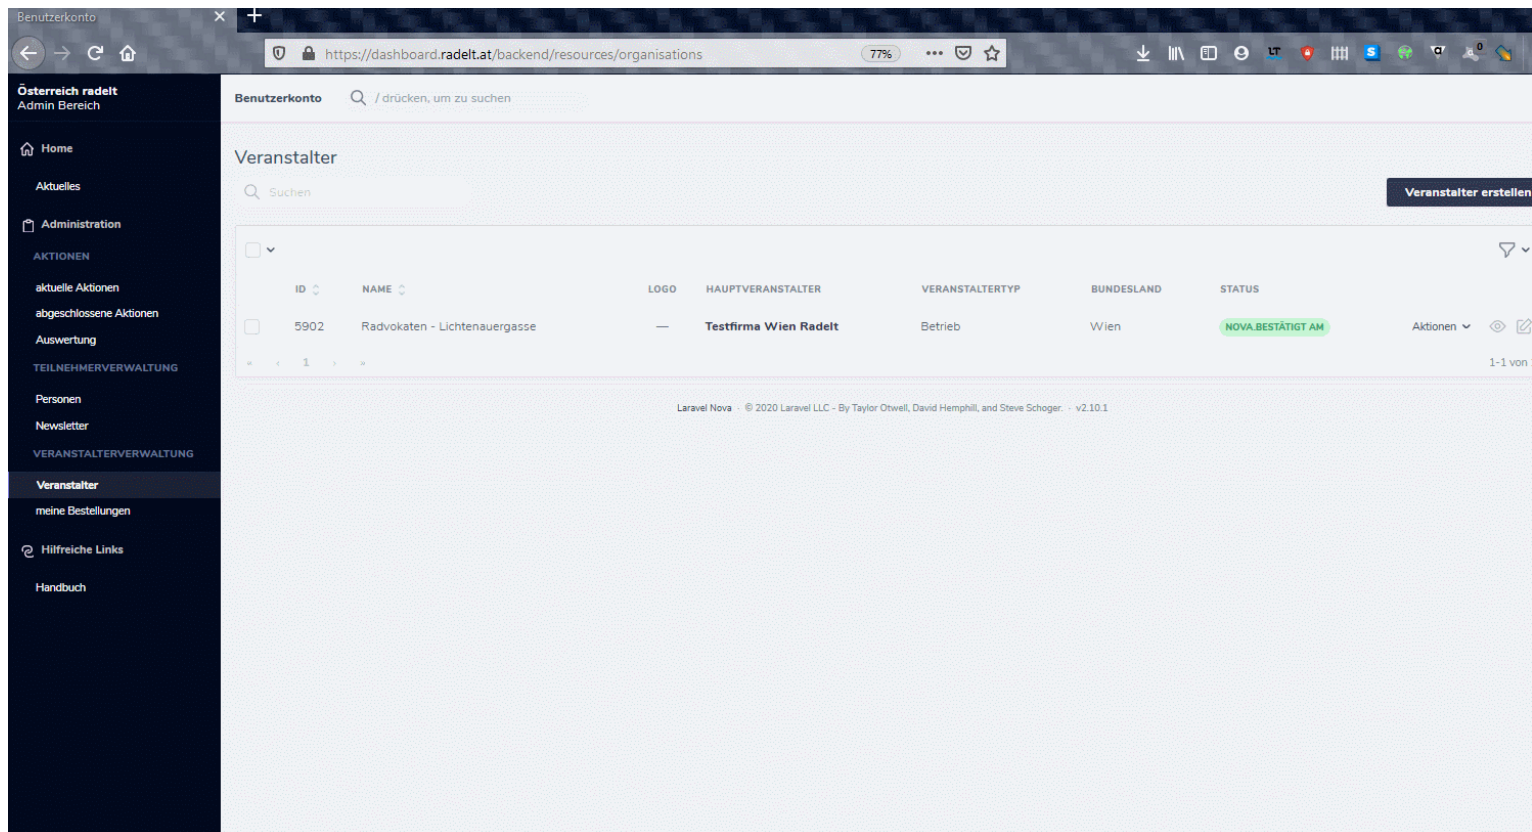 Benutzerkonto
https://dashboard.radelt.at/backend/resources/organisations
77%
Österreich radelt
Admin Bereich
Benutzerkonto
/ drücken, um zu suchen
Home
Aktuelles
Administration
AKTIONEN
aktuelle Aktionen
abgeschlossene Aktionen
Auswertung
TEILNEHMERVERWALTUNG
Personen
Newsletter
VERANSTALTERVERWALTUNG
Veranstalter
meine Bestellungen
Hilfreiche Links
Handbuch
Veranstalter
Suchen
Veranstalter erstellen
ID NAME LOGO HAUPTVERANSTALTER VERANSTALTERTYP BUNDESLAND STATUS
5902 Radvokaten - Lichtenauergasse — Testfirma Wien Radelt Betrieb Wien NOVA.BESTÄTIGT AM Aktionen
« ‹ 1 › »
1-1 von
Laravel Nova · © 2020 Laravel LLC - By Taylor Otwell, David Hemphill, and Steve Schoger. · v2.10.1